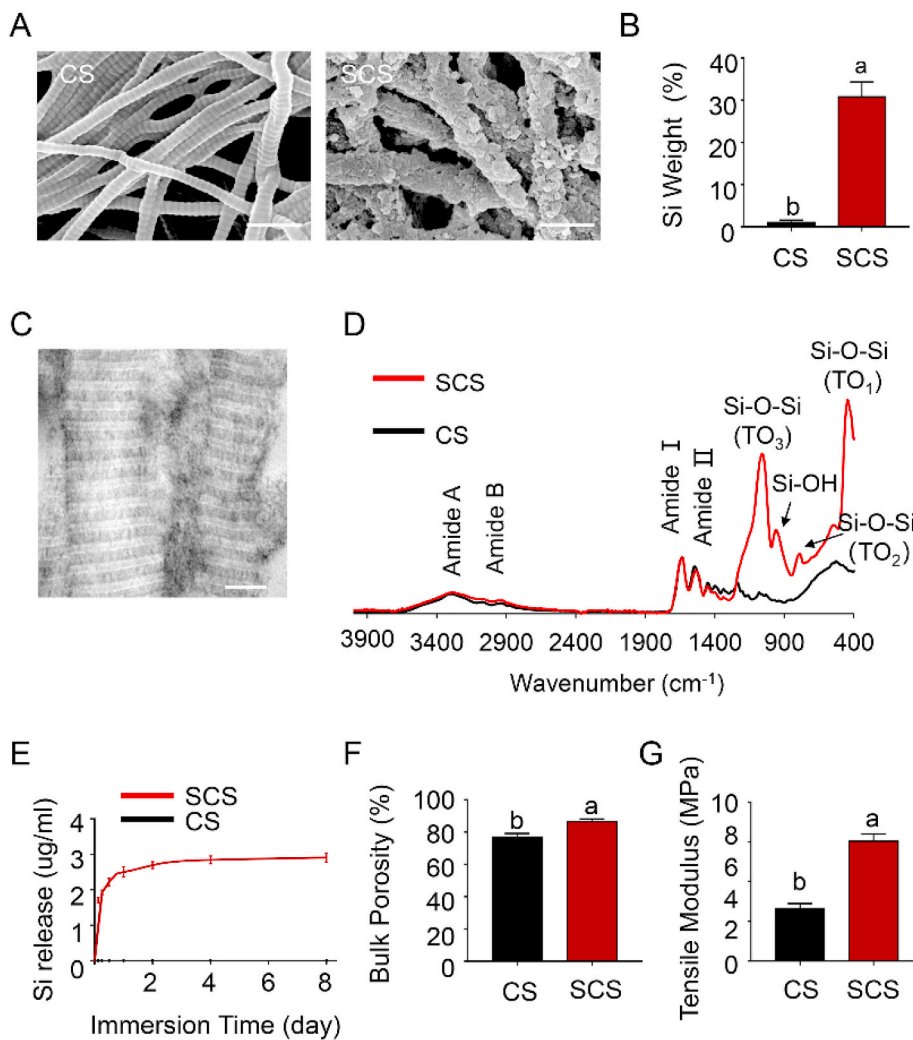 A
CS
SCS
B
Si Weight (%)
40
30
20
10
0
b
a
CS
SCS
C
D
SCS
CS
Amide A
Amide B
Amide I
Amide II
Si-O-Si
(TO3)
Si-OH
Si-O-Si
(TO1)
Si-O-Si
(TO2)
3900
3400
2900
2400
1900
1400
900
400
Wavenumber (cm-1)
E
SCS
CS
Si release (ug/ml)
4
3
2
1
0
0
2
4
6
8
Immersion Time (day)
F
Bulk Porosity (%)
100
80
60
40
20
0
b
a
CS
SCS
G
Tensile Modulus (MPa)
8
6
4
2
0
b
a
CS
SCS